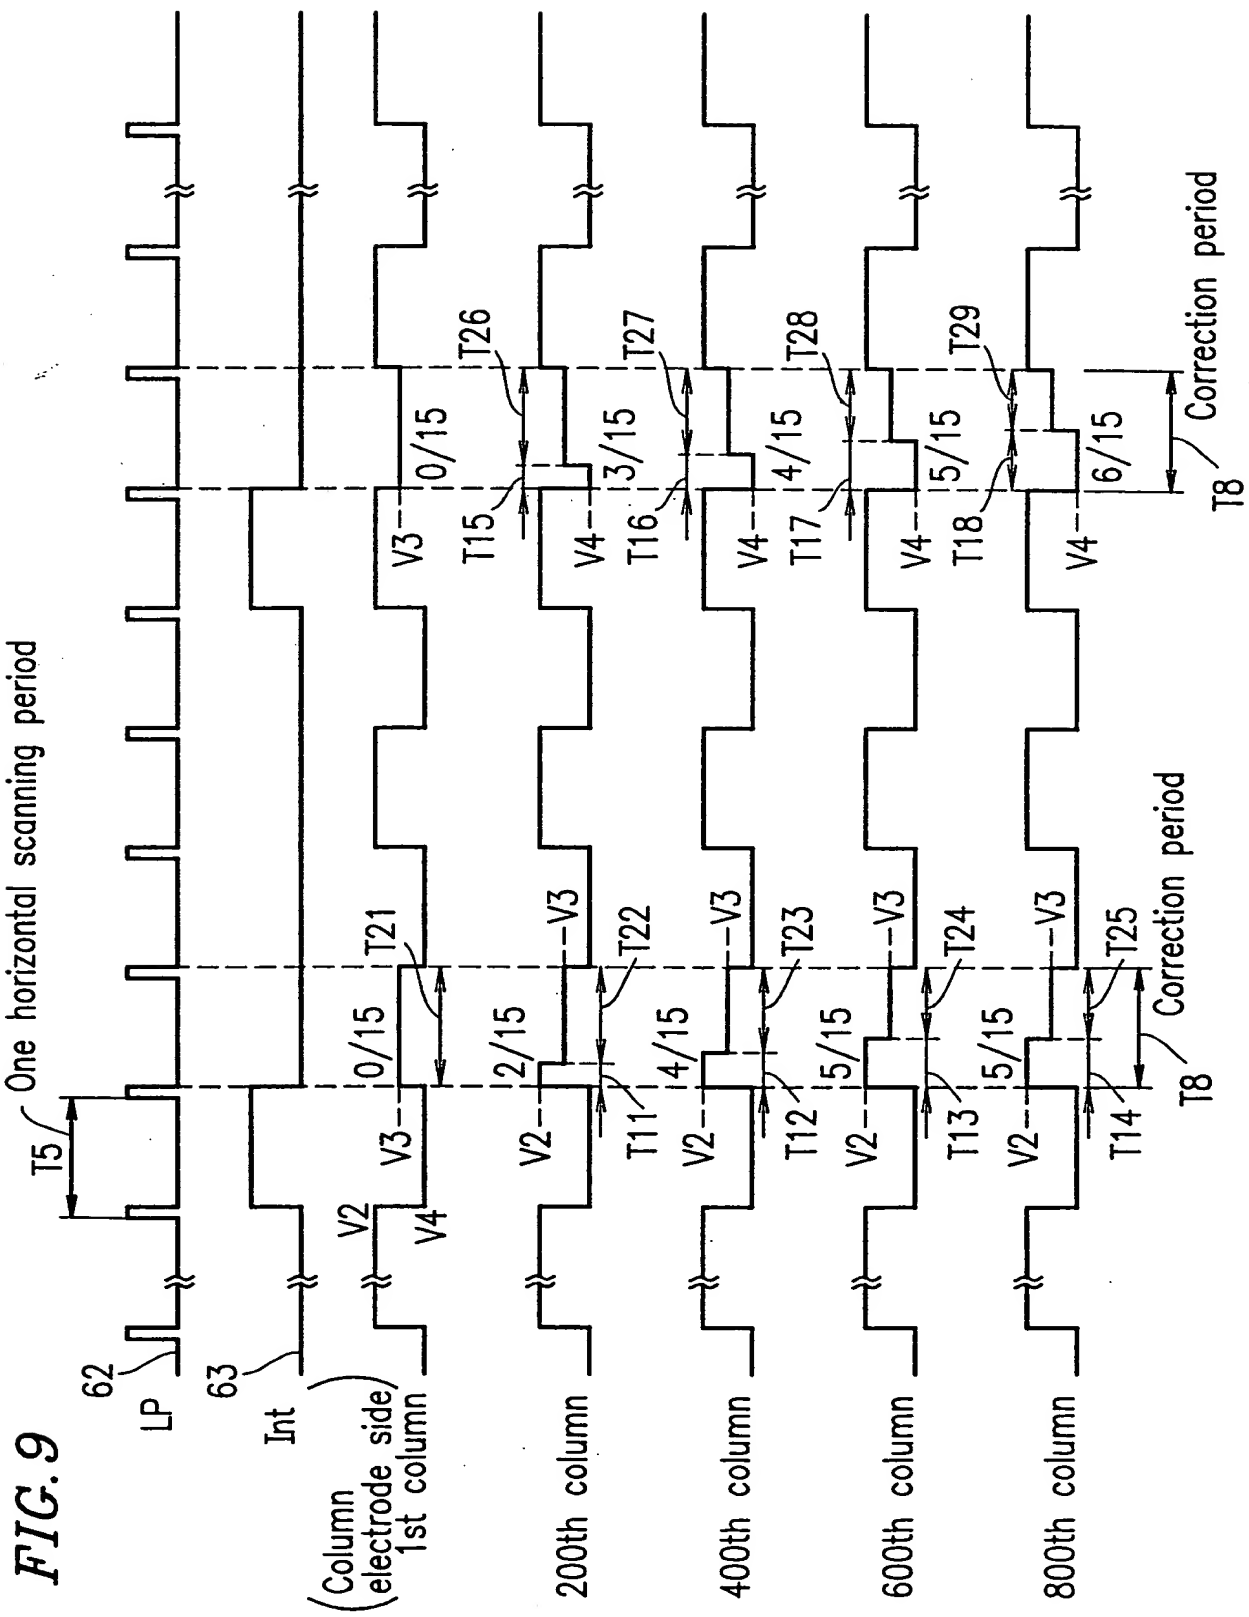 FIG. 9
T5
One horizontal scanning period
LP
62
Int
63
(Column
electrode side)
1st column
V2
V4
V3
0/15
T21
V3
0/15
200th column
V2
2/15
V3
T11
T22
T15
T26
V4
3/15
400th column
V2
4/15
V3
T12
T23
T16
T27
V4
4/15
600th column
V2
5/15
V3
T13
T24
T17
T28
V4
5/15
800th column
V2
5/15
V3
T14
T25
T18
T29
V4
6/15
T8
Correction period
T8
Correction period